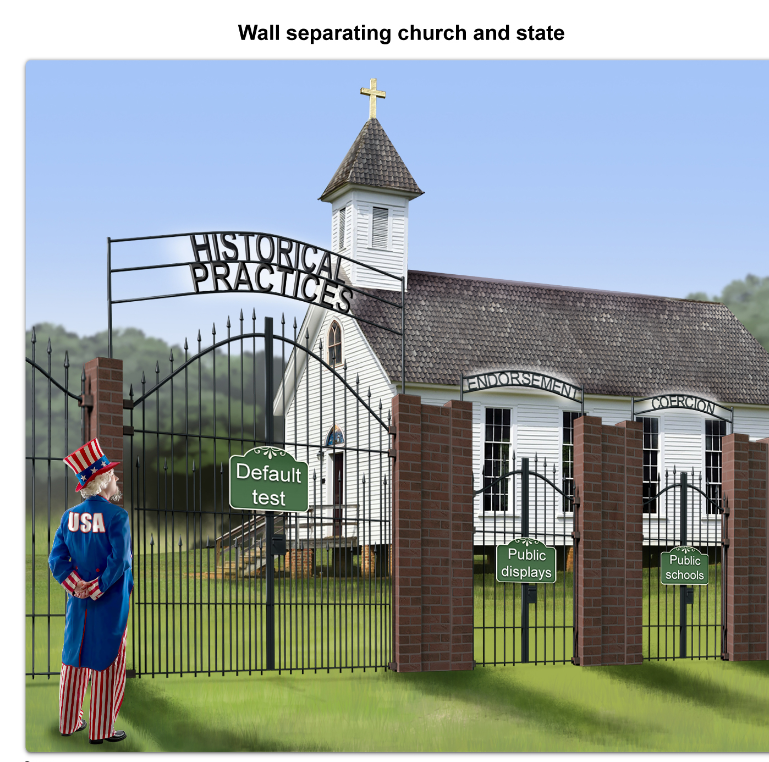 Wall separating church and state
HISTORICAL
PRACTICES
ENDORSEMENT
COERCION
Default
test
Public
displays
Public
schools
USA